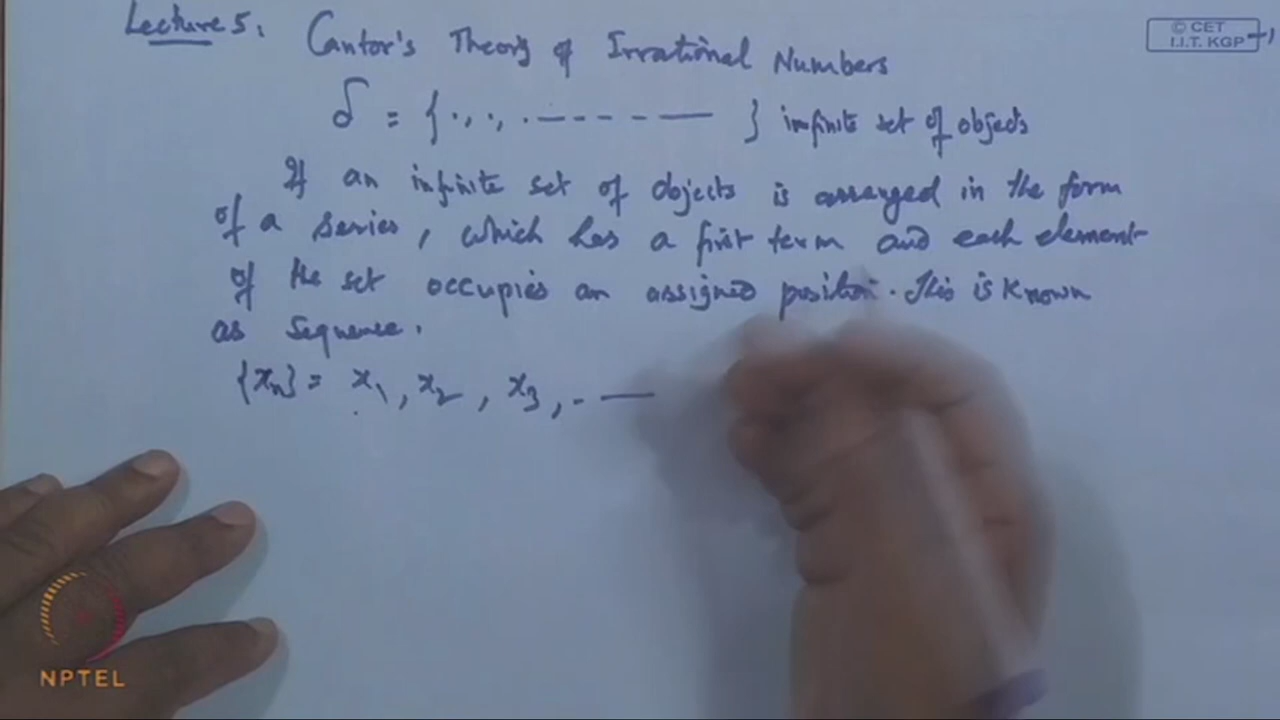 Lecture 5. Cantor's Theory of Irrational Numbers
© CET
I.I.T. KGP
δ = {., ., . - - - - } infinite set of objects
If an infinite set of objects is arranged in the form
of a series, which has a first term and each element
of the set occupies an assigned position. This is known
as sequence.
{xn} = x1, x2, x3, . —
NPTEL